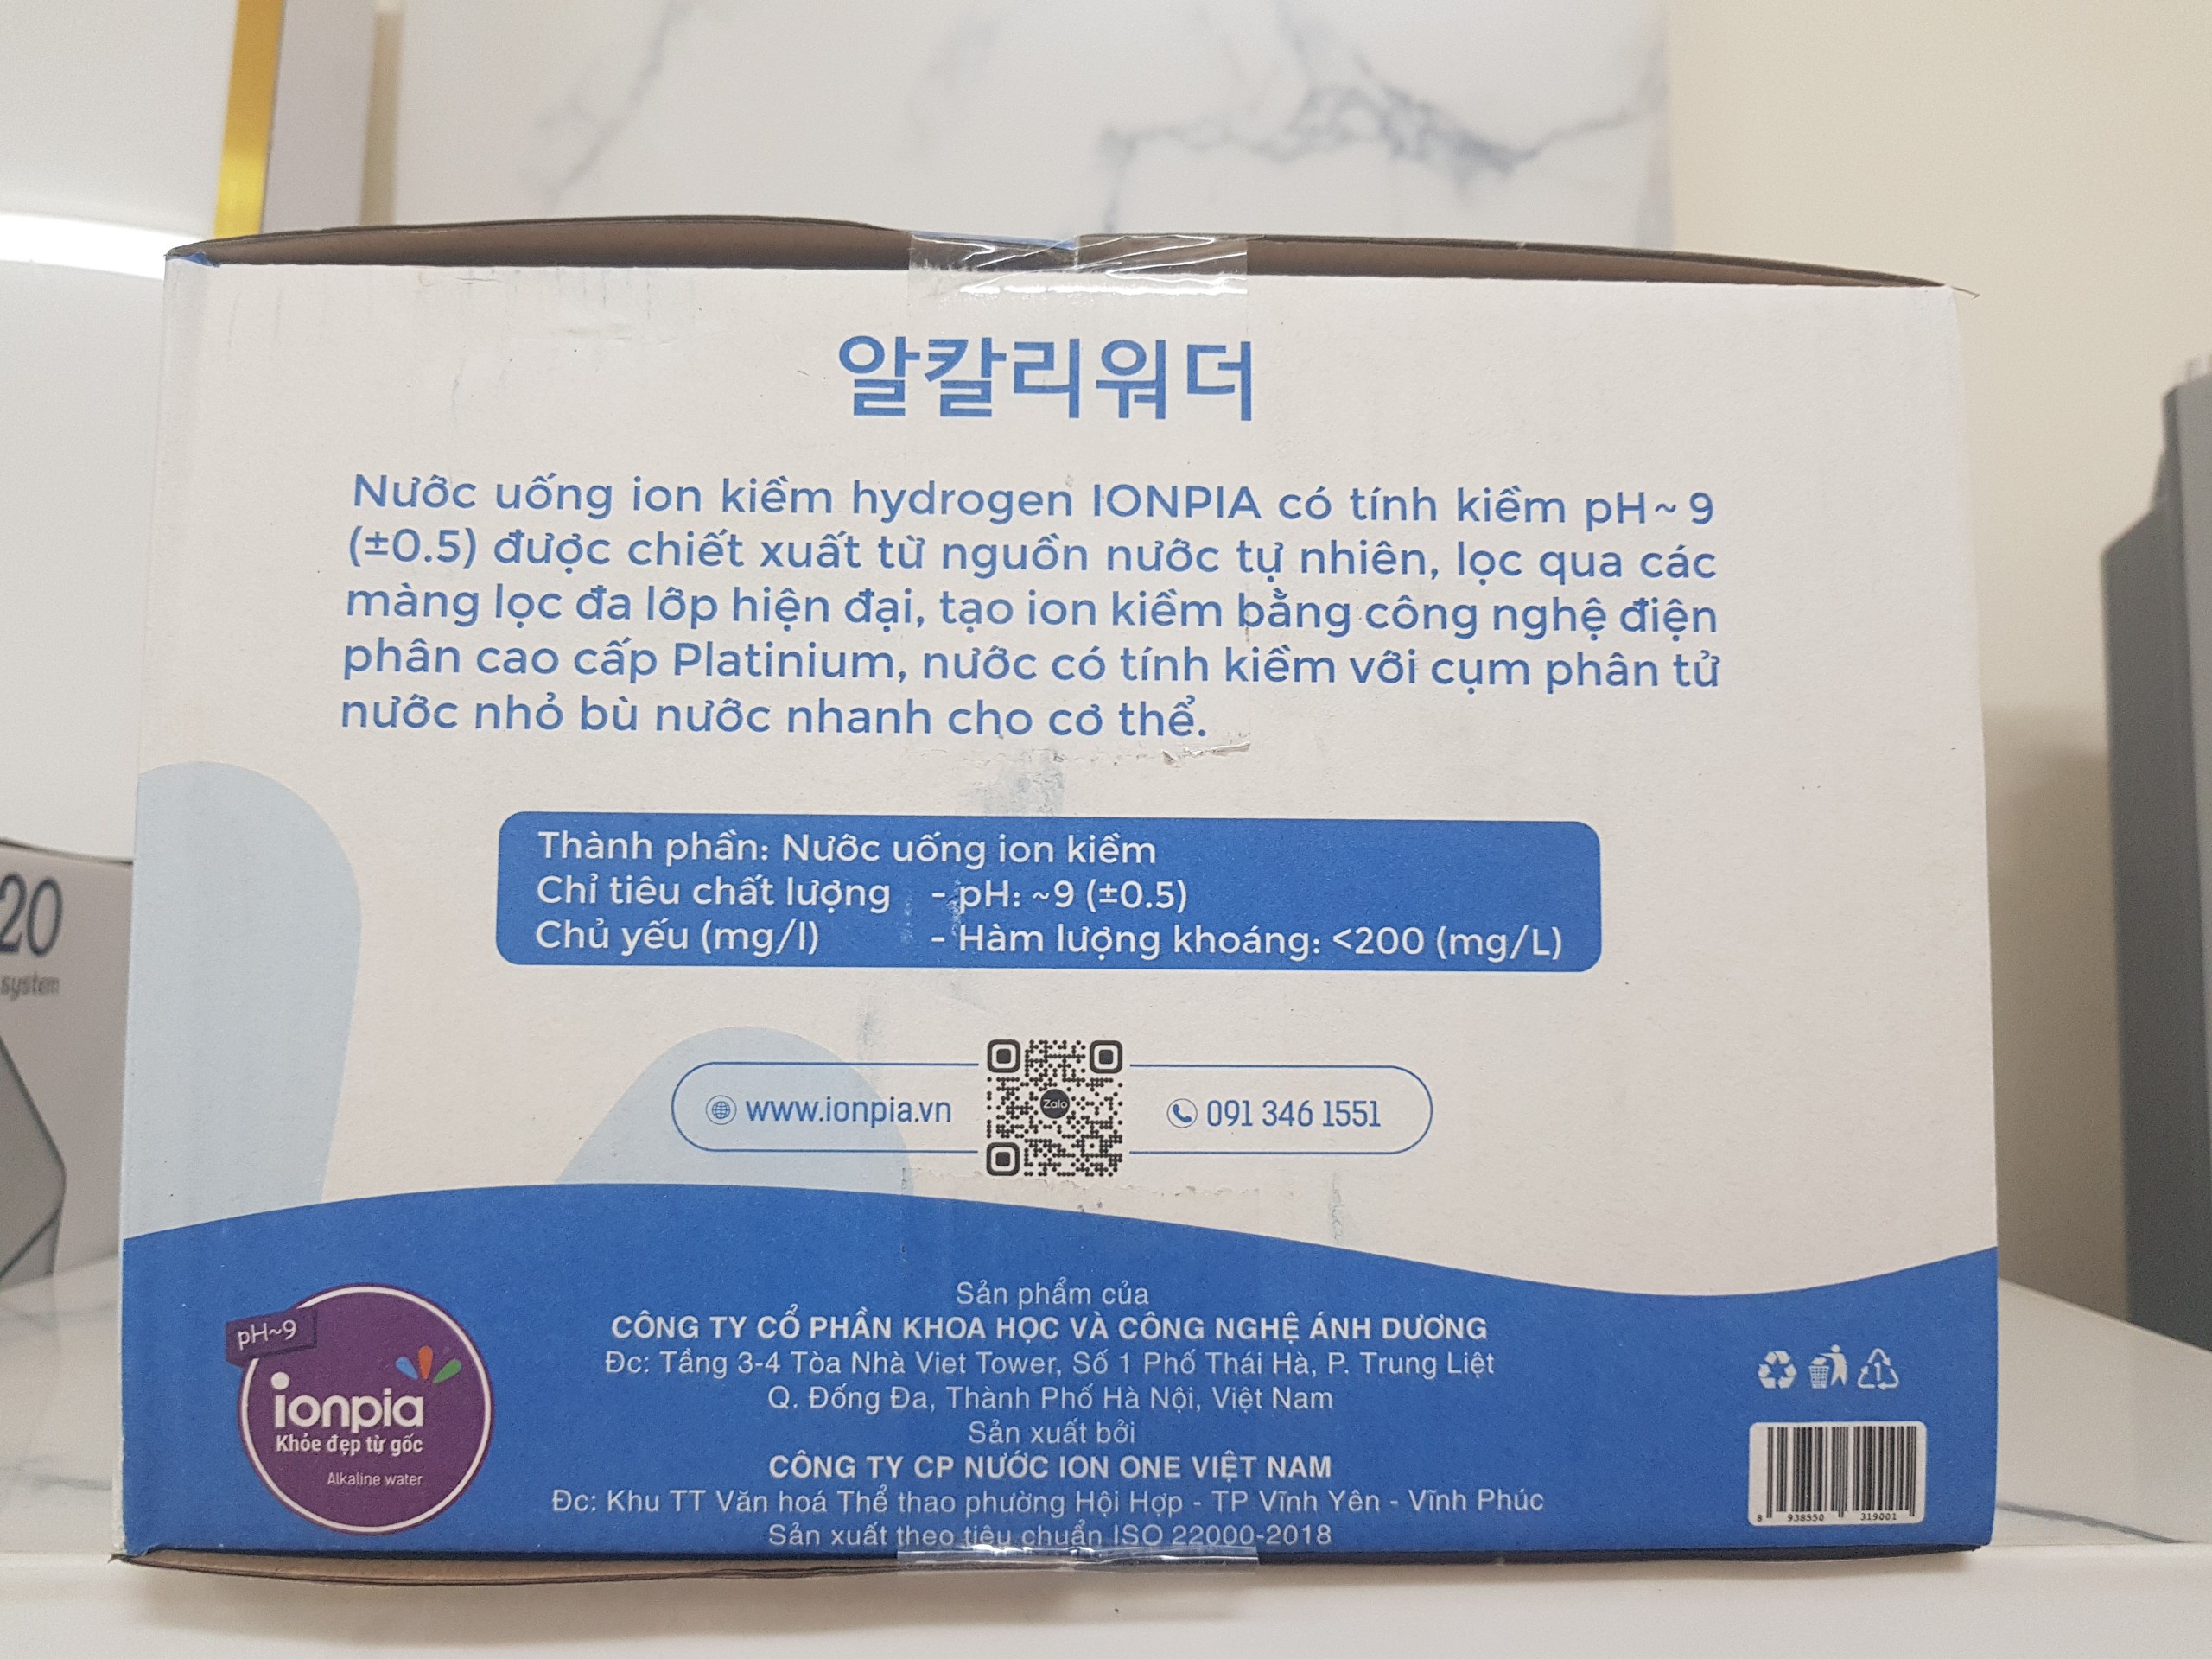 알칼리워더
Nước uống ion kiềm hydrogen IONPIA có tính kiềm pH~9
(±0.5) được chiết xuất từ nguồn nước tự nhiên, lọc qua các
màng lọc đa lớp hiện đại, tạo ion kiềm bằng công nghệ điện
phân cao cấp Platinium, nước có tính kiềm với cụm phân tử
nước nhỏ bù nước nhanh cho cơ thể.
Thành phần: Nước uống ion kiềm
Chỉ tiêu chất lượng - pH: ~9 (±0.5)
Chủ yếu (mg/l) - Hàm lượng khoáng: <200 (mg/L)
20
system
www.ionpia.vn
Zalo
091 346 1551
pH~9
ionpia
Khỏe đẹp từ gốc
Alkaline water
Sản phẩm của
CÔNG TY CỔ PHẦN KHOA HỌC VÀ CÔNG NGHỆ ÁNH DƯƠNG
Đc: Tầng 3-4 Tòa Nhà Viet Tower, Số 1 Phố Thái Hà, P. Trung Liệt
Q. Đống Đa, Thành Phố Hà Nội, Việt Nam
Sản xuất bởi
CÔNG TY CP NƯỚC ION ONE VIỆT NAM
Đc: Khu TT Văn hoá Thể thao phường Hội Hợp - TP Vĩnh Yên - Vĩnh Phúc
Sản xuất theo tiêu chuẩn ISO 22000-2018
1
8 938550 319001